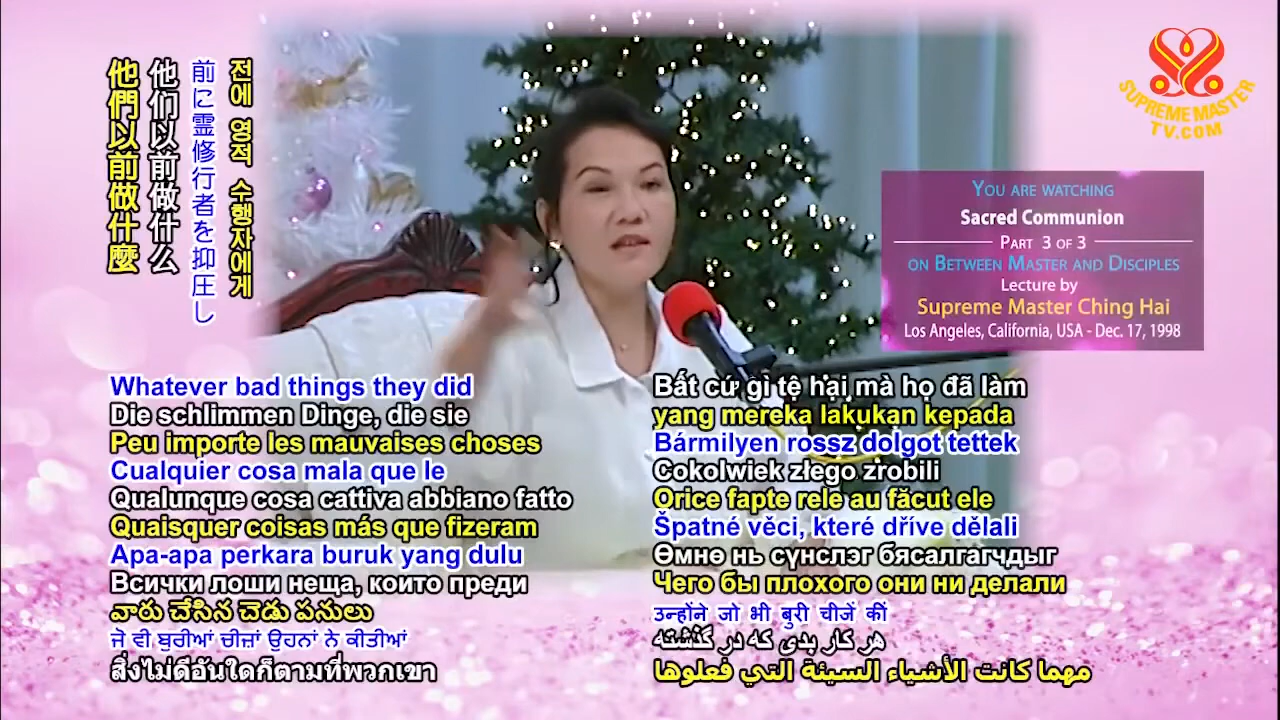 他們以前做什麼
他们以前做什么
前に霊修行者を抑圧し
전에 영적 수행자에게
SUPREME MASTER
TV.COM
YOU ARE WATCHING
Sacred Communion
PART 3 OF 3
ON BETWEEN MASTER AND DISCIPLES
Lecture by
Supreme Master Ching Hai
Los Angeles, California, USA - Dec. 17, 1998
Whatever bad things they did
Die schlimmen Dinge, die sie
Peu importe les mauvaises choses
Cualquier cosa mala que le
Qualunque cosa cattiva abbiano fatto
Quaisquer coisas más que fizeram
Apa-apa perkara buruk yang dulu
Всички лоши неща, които преди
వారు చేసిన చెడు పనులు
ਜੋ ਵੀ ਬੁਰੀਆਂ ਚੀਜ਼ਾਂ ਉਹਨਾਂ ਨੇ ਕੀਤੀਆਂ
สิ่งไม่ดีอันใดก็ตามที่พวกเขา
Bất cứ gì tệ hại mà họ đã làm
yang mereka lakukan kepada
Bármilyen rossz dolgot tettek
Cokolwiek złego zrobili
Orice fapte rele au făcut ele
Špatné věci, které dříve dělali
Өмнө нь сүнслэг бясалгагчдыг
Чего бы плохого они ни делали
उन्होंने जो भी बुरी चीजें कीं
هر کار بدی که در گذشته
مهما كانت الأشياء السيئة التي فعلوها